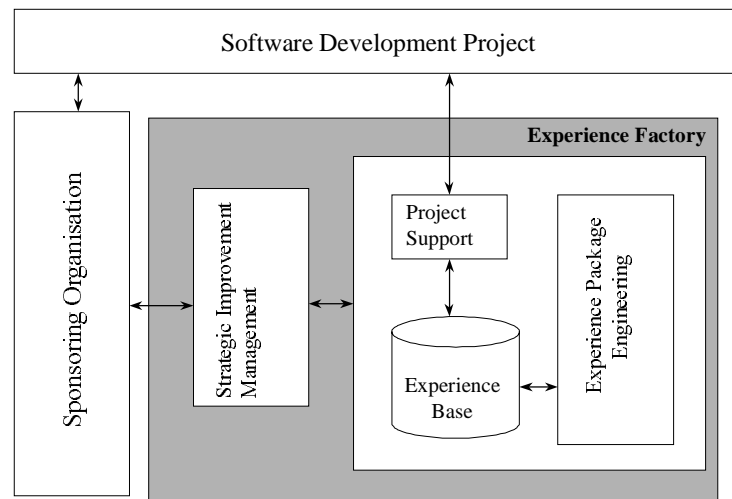 Software Development Project
Experience Factory
Sponsoring Organisation
Strategic Improvement
Management
Project
Support
Experience
Base
Experience Package
Engineering